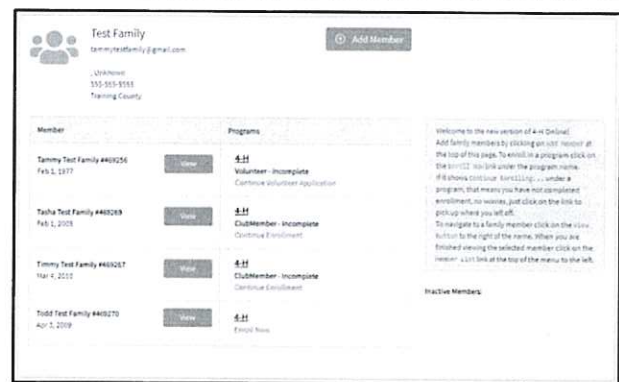 Test Family
tammytestfamily@gmail.com
Add Member
, Unknown
555-555-5555
Training County
Member
Programs
Tammy Test Family #469256
Feb 1, 1977
View
4-H
Volunteer - Incomplete
Continue Volunteer Application
Tasha Test Family #469269
Feb 1, 2005
View
4-H
ClubMember - Incomplete
Continue Enrollment
Timmy Test Family #469267
Mar 4, 2010
View
4-H
ClubMember - Incomplete
Continue Enrollment
Todd Test Family #469270
Apr 3, 2009
View
4-H
Enroll Now
Welcome to the new version of 4-H Online!
Add family members by clicking on Add Member at
the top of this page. To enroll in a program click on
the Enroll Now link under the program name.
If it shows Continue Enrolling... under a
program, that means you have not completed
enrollment, no worries, just click on the link to
pick up where you left off.
To navigate to a family member click on the View
button to the right of the name. When you are
finished viewing the selected member click on the
Member List link at the top of the menu to the left.
Inactive Members: